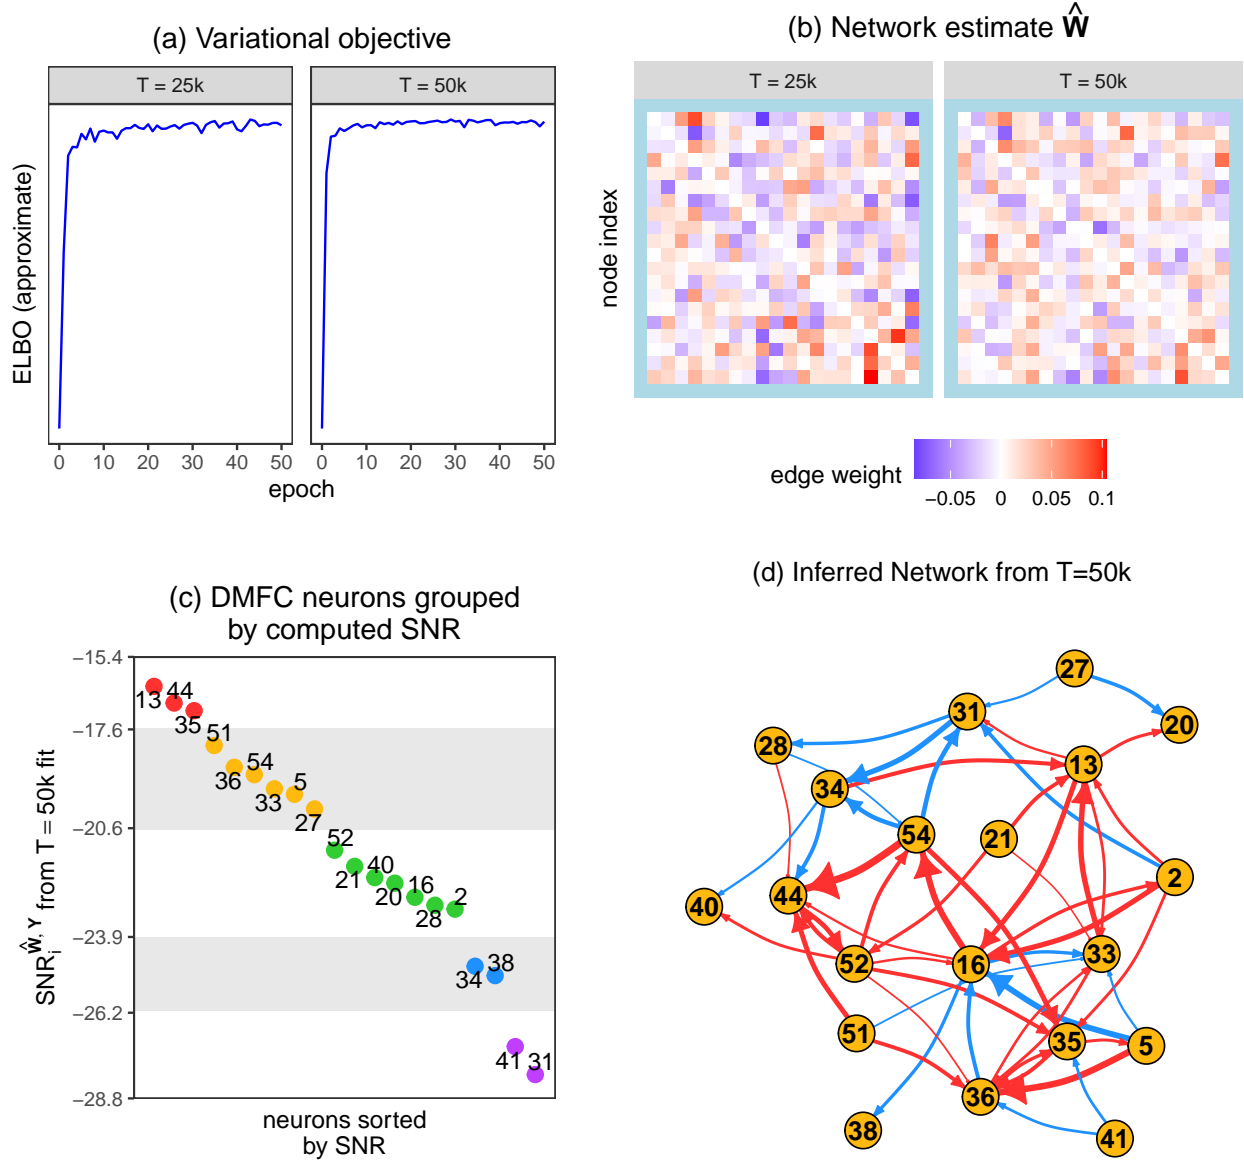 (a) Variational objective
T = 25k
T = 50k
ELBO (approximate)
0 10 20 30 40 50
0 10 20 30 40 50
epoch
(b) Network estimate Ŵ
T = 25k
T = 50k
node index
edge weight
−0.05 0 0.05 0.1
(c) DMFC neurons grouped
by computed SNR
SNR_i^Ŵ, Y from T = 50k fit
−15.4
−17.6
−20.6
−23.9
−26.2
−28.8
13
44
35
51
36
54
33
5
27
52
21
40
20
16
28
2
34
38
41
31
neurons sorted
by SNR
(d) Inferred Network from T=50k
27
31
20
28
13
34
54
21
2
44
40
33
52
16
51
35
5
36
38
41